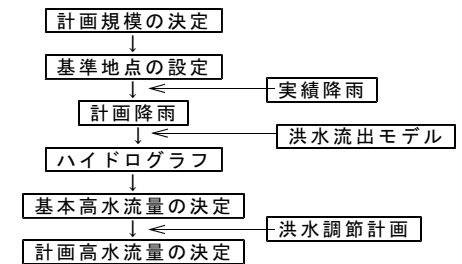 計画規模の決定
↓
基準地点の設定
↓
実績降雨
計画降雨
↓
洪水流出モデル
ハイドログラフ
↓
基本高水流量の決定
↓
洪水調節計画
計画高水流量の決定